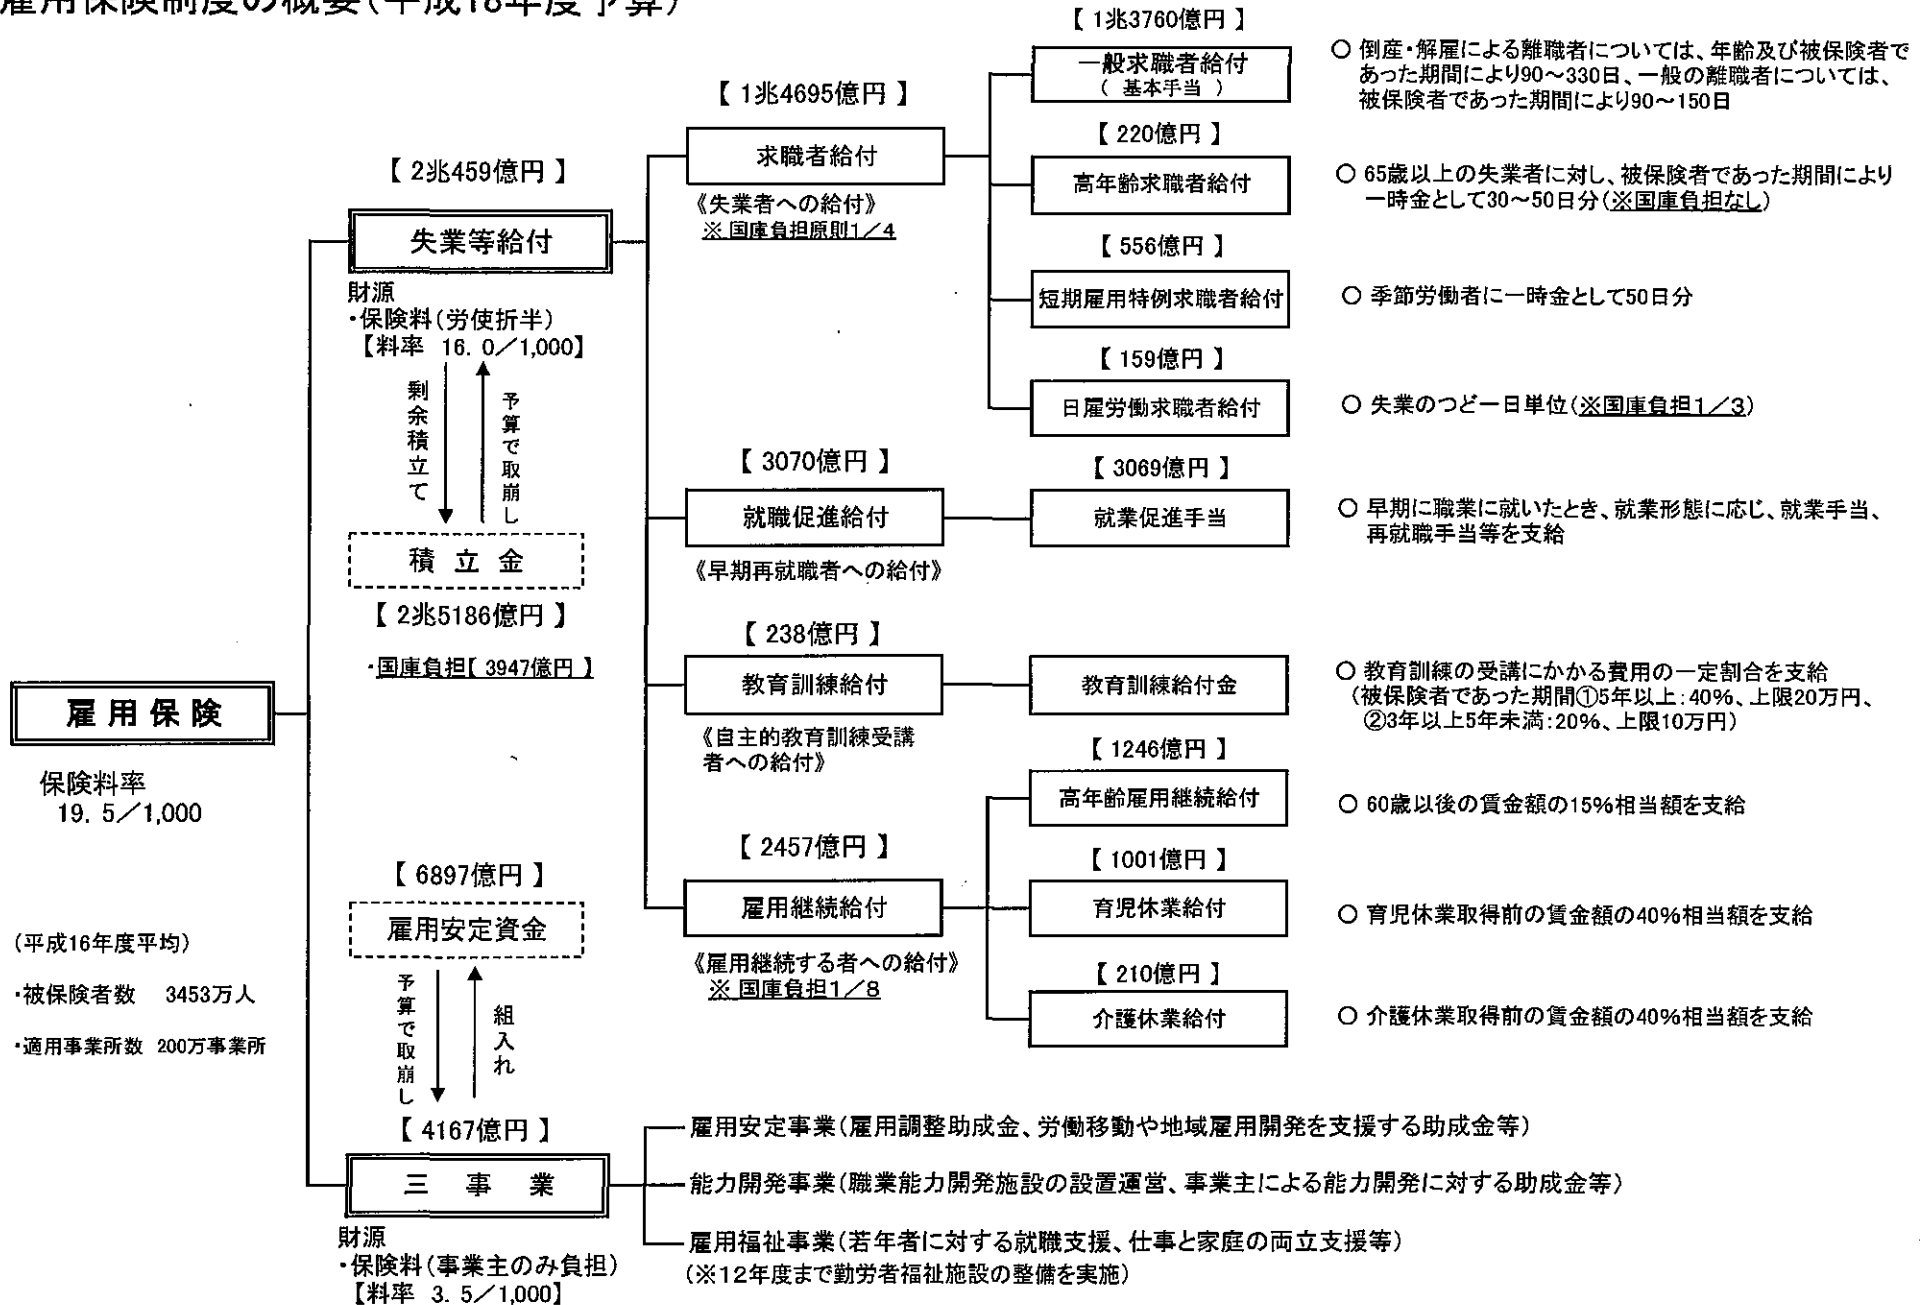 雇用保険制度の概要(平成18年度予算)
雇用保険
保険料率
19.5/1,000
(平成16年度平均)
・被保険者数 3453万人
・適用事業所数 200万事業所
【 2兆459億円 】
失業等給付
財源
・保険料(労使折半)
【料率 16.0/1,000】
剰余積立て
予算で取崩し
積立金
【 2兆5186億円 】
・国庫負担【 3947億円 】
【 6897億円 】
雇用安定資金
予算で取崩し
組入れ
【 4167億円 】
三事業
財源
・保険料(事業主のみ負担)
【料率 3.5/1,000】
【 1兆4695億円 】
求職者給付
《失業者への給付》
※国庫負担原則1/4
【 1兆3760億円 】
一般求職者給付
( 基本手当 )
○ 倒産・解雇による離職者については、年齢及び被保険者で
あった期間により90~330日、一般の離職者については、
被保険者であった期間により90~150日
【 220億円 】
高年齢求職者給付
○ 65歳以上の失業者に対し、被保険者であった期間により
一時金として30~50日分(※国庫負担なし)
【 556億円 】
短期雇用特例求職者給付
○ 季節労働者に一時金として50日分
【 159億円 】
日雇労働求職者給付
○ 失業のつど一日単位(※国庫負担1/3)
【 3070億円 】
就職促進給付
《早期再就職者への給付》
【 3069億円 】
就業促進手当
○ 早期に職業に就いたとき、就業形態に応じ、就業手当、
再就職手当等を支給
【 238億円 】
教育訓練給付
《自主的教育訓練受講
者への給付》
教育訓練給付金
○ 教育訓練の受講にかかる費用の一定割合を支給
(被保険者であった期間①5年以上:40%、上限20万円、
②3年以上5年未満:20%、上限10万円)
【 2457億円 】
雇用継続給付
《雇用継続する者への給付》
※国庫負担1/8
【 1246億円 】
高年齢雇用継続給付
○ 60歳以後の賃金額の15%相当額を支給
【 1001億円 】
育児休業給付
○ 育児休業取得前の賃金額の40%相当額を支給
【 210億円 】
介護休業給付
○ 介護休業取得前の賃金額の40%相当額を支給
雇用安定事業(雇用調整助成金、労働移動や地域雇用開発を支援する助成金等)
能力開発事業(職業能力開発施設の設置運営、事業主による能力開発に対する助成金等)
雇用福祉事業(若年者に対する就職支援、仕事と家庭の両立支援等)
(※12年度まで勤労者福祉施設の整備を実施)